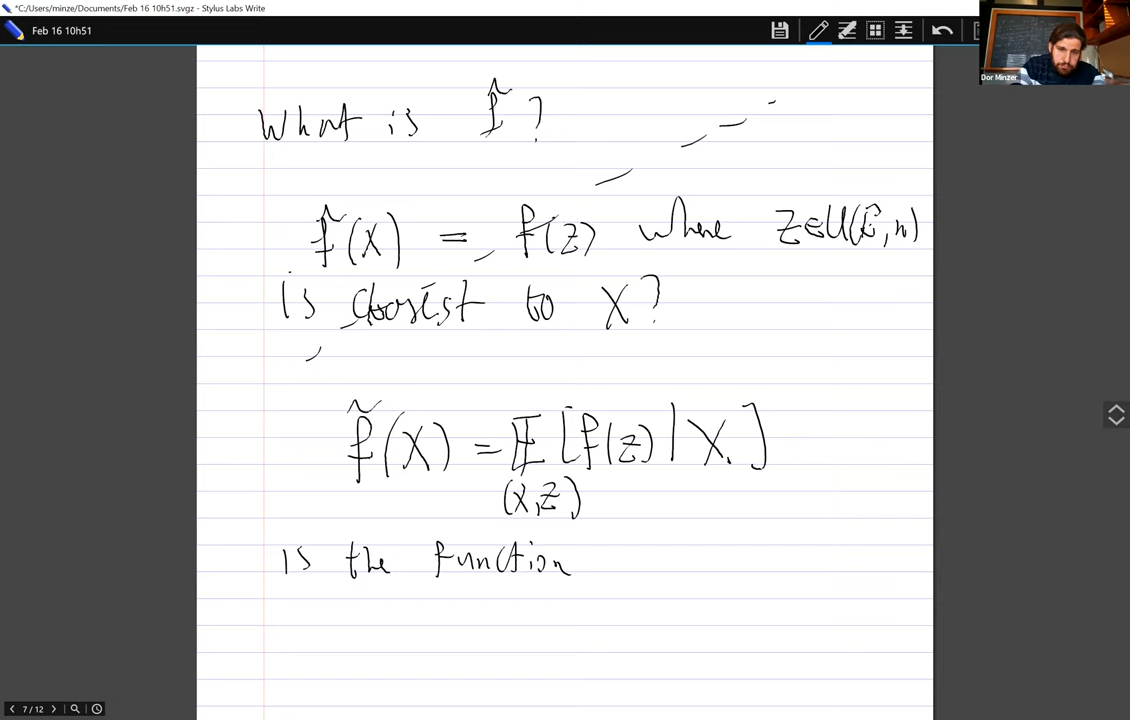 *C:/Users/minze/Documents/Feb 16 10h51.svgz - Stylus Labs Write
Feb 16 10h51
Dor Minzer
What is f̃ ?
f̃(x) = f(z) where z∈U( ,n)
is closest to x?
f̃(x) = 𝔼 [f(z) | x.]
(x,z)
is the function
7 / 12